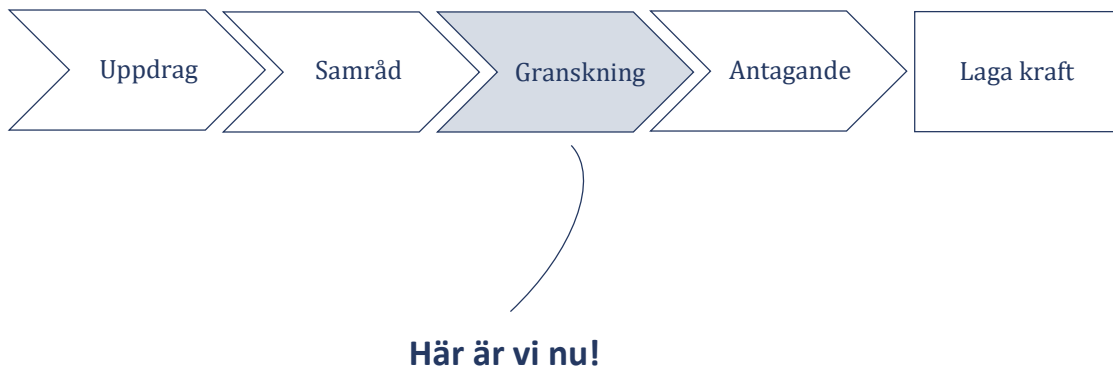 Uppdrag
Samråd
Granskning
Antagande
Laga kraft
Här är vi nu!